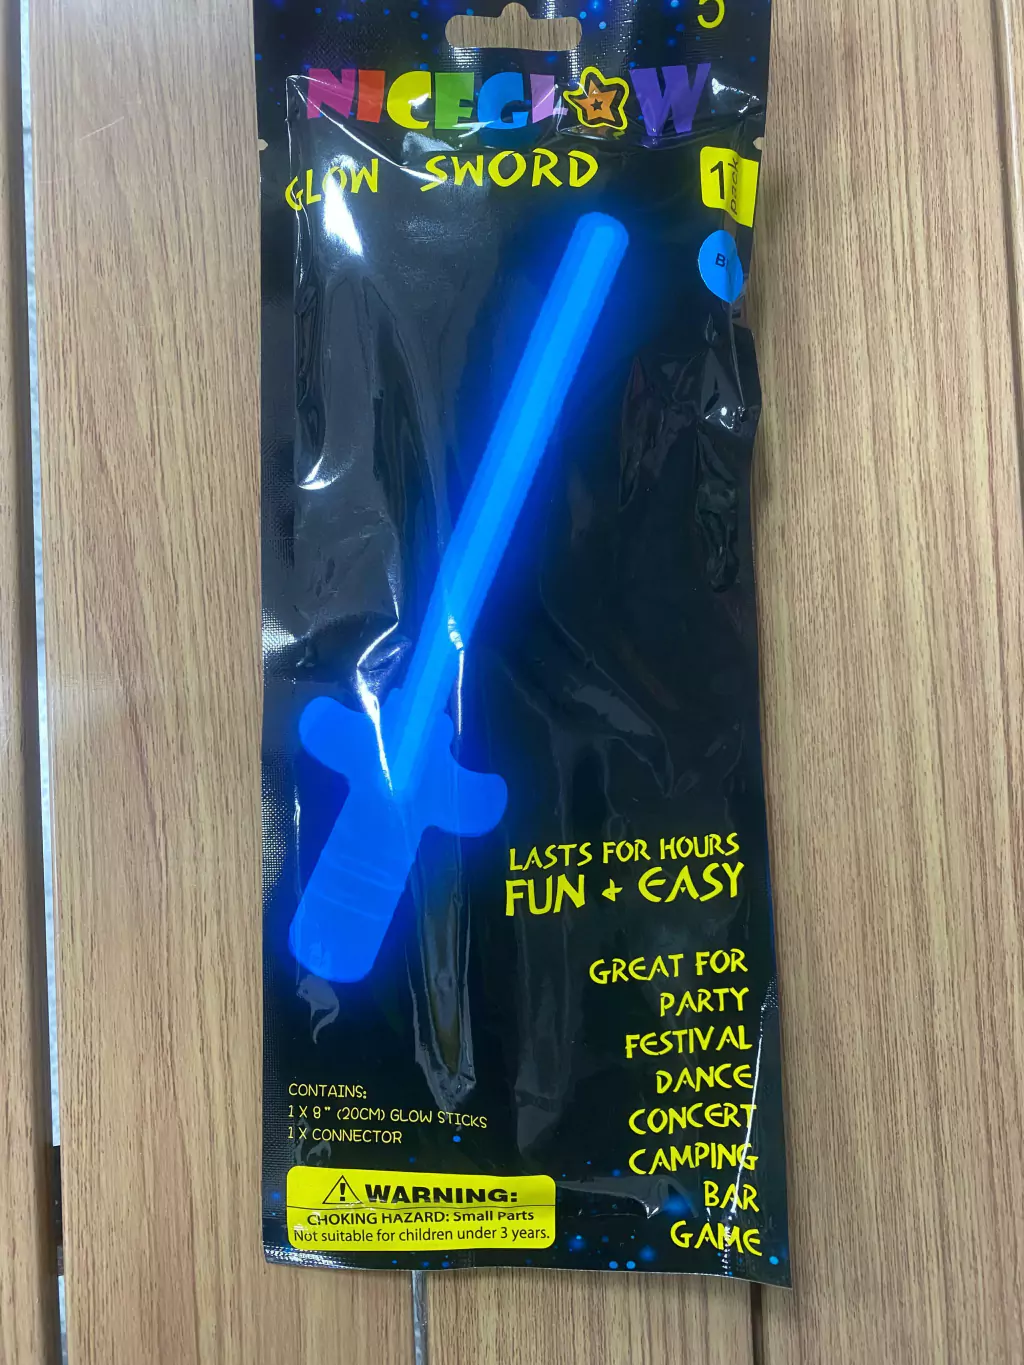 5
NICEGLOW
GLOW SWORD
1
pack
LASTS FOR HOURS
FUN + EASY
GREAT FOR
PARTY
FESTIVAL
DANCE
CONCERT
CAMPING
BAR
GAME
CONTAINS:
1 X 8" (20CM) GLOW STICKS
1 X CONNECTOR
WARNING:
CHOKING HAZARD: Small Parts
Not suitable for children under 3 years.